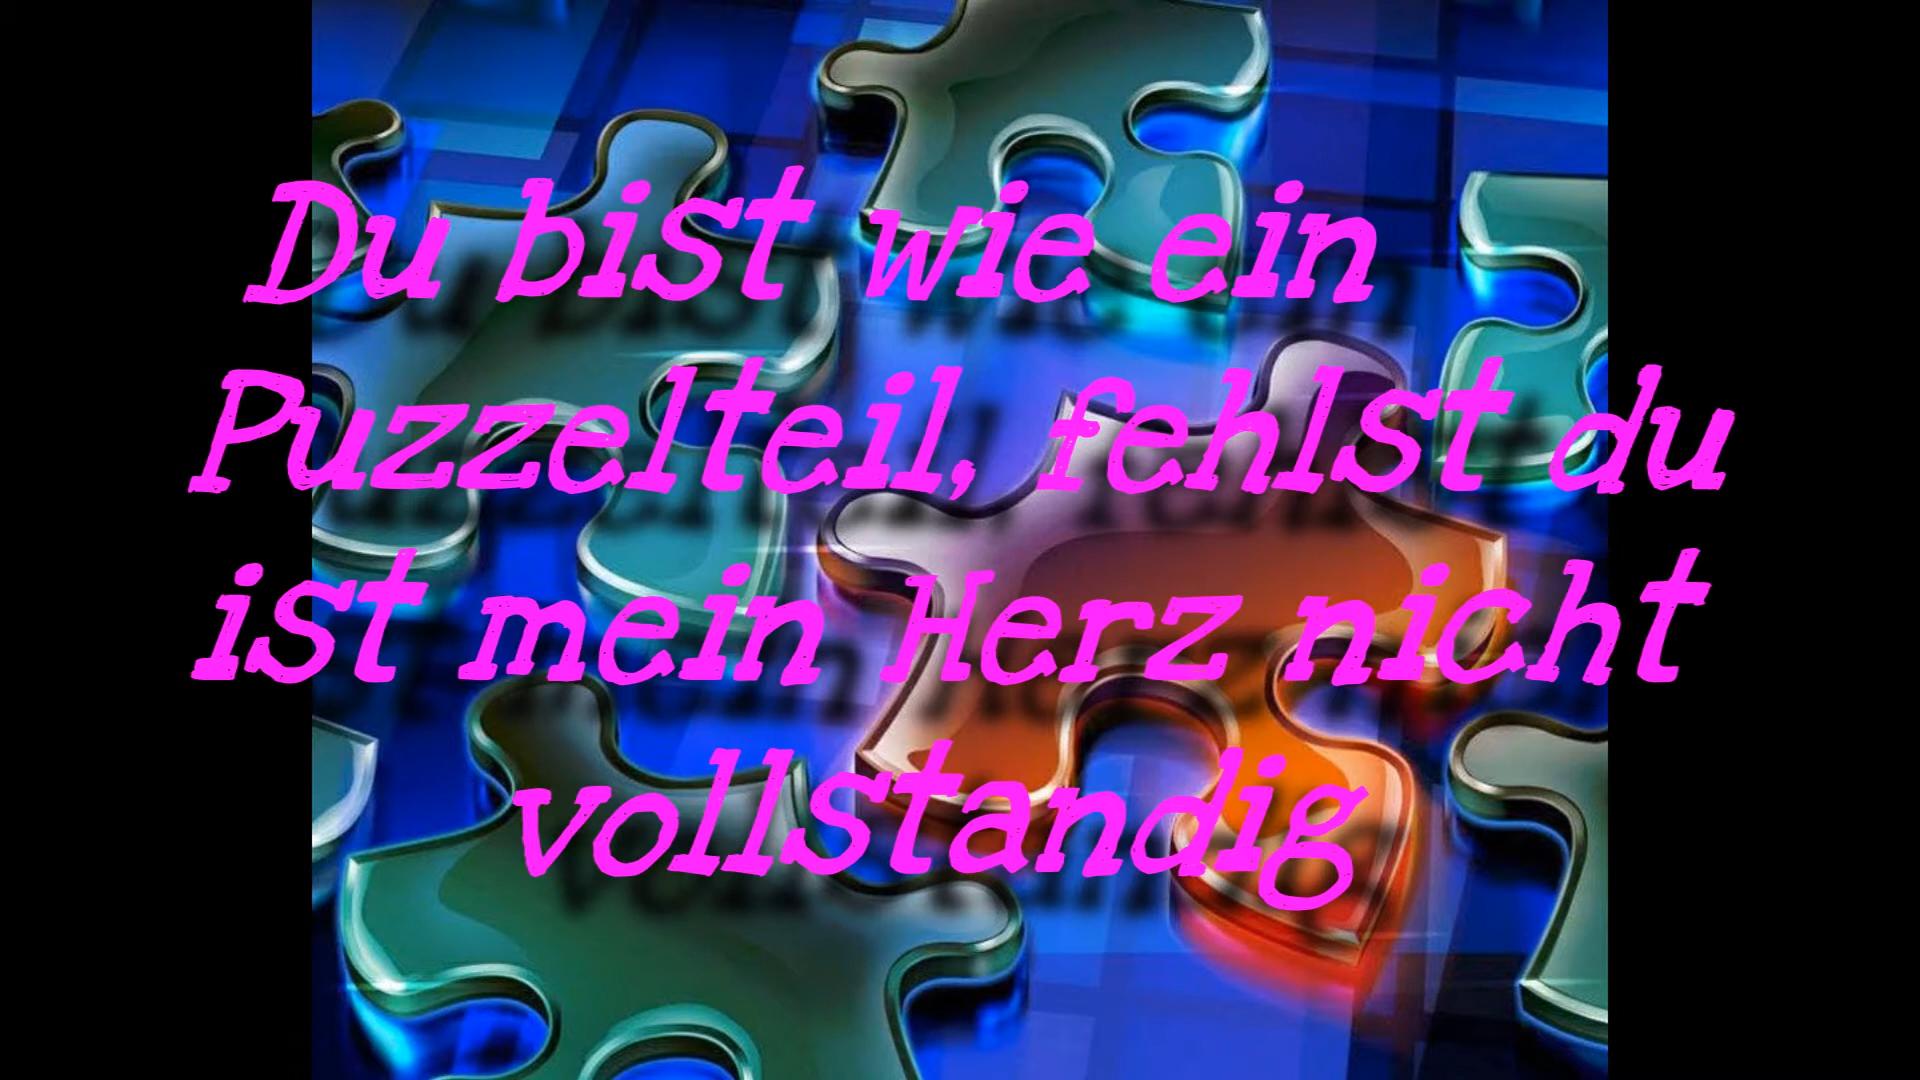 Du bist wie ein
Puzzelteil, fehlst du
ist mein Herz nicht
vollstandig